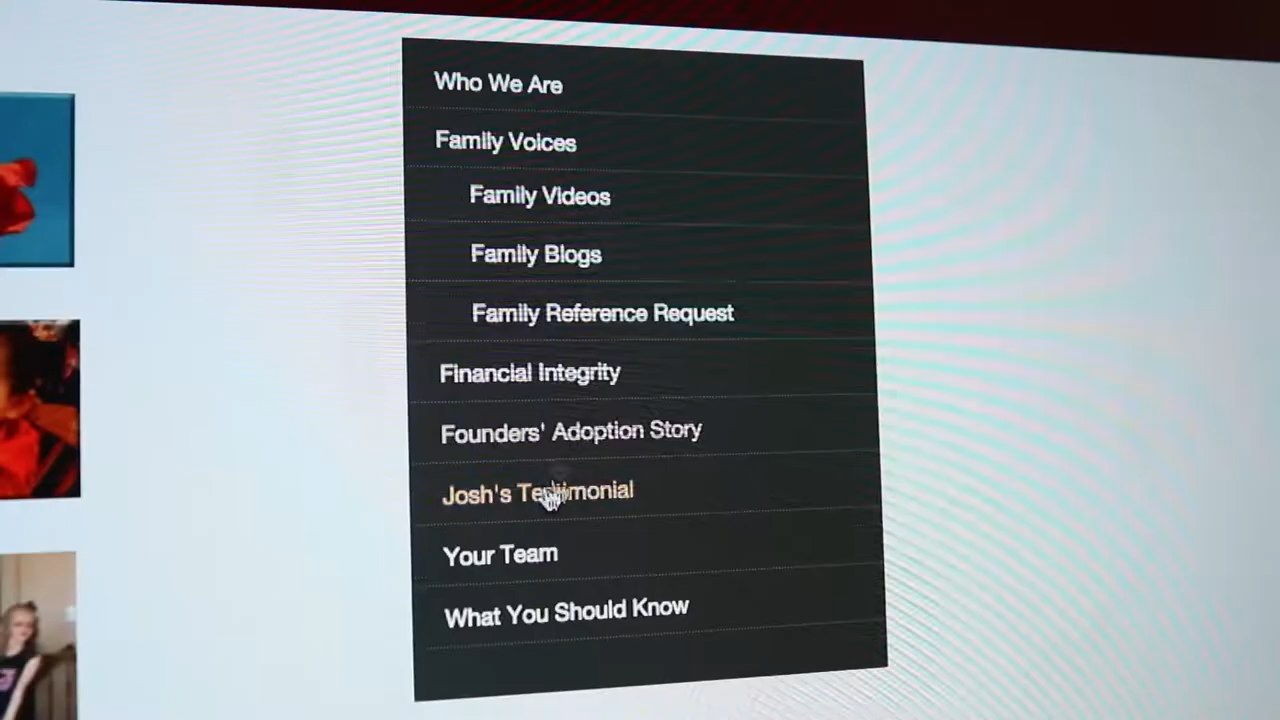 Who We Are
Family Voices
Family Videos
Family Blogs
Family Reference Request
Financial Integrity
Founders' Adoption Story
Josh's Testimonial
Your Team
What You Should Know